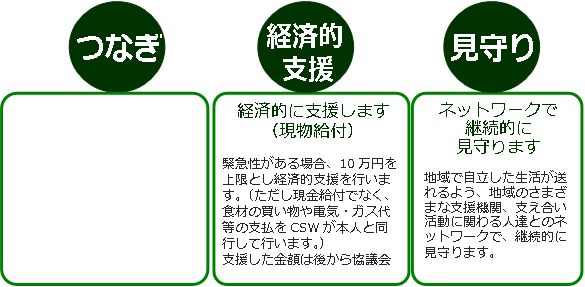 つなぎ
経済的
支援
見守り
経済的に支援します
（現物給付）
緊急性がある場合、10万円を
上限とし経済的支援を行いま
す。（ただし現金給付でなく、
食材の買い物や電気・ガス代
等の支払をCSWが本人と同
行して行います。）
支援した金額は後から協議会
ネットワークで
継続的に
見守ります
地域で自立した生活が送
れるよう、地域のさまざ
まな支援機関、支え合い
活動に関わる人達とのネ
ットワークで、継続的に
見守ります。